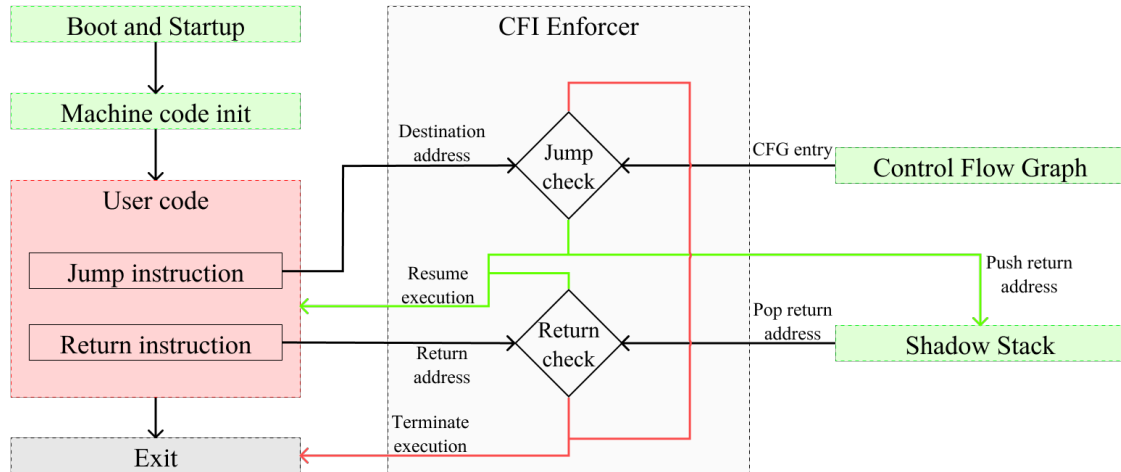 Boot and Startup
CFI Enforcer
Machine code init
Destination
address
Jump
check
CFG entry
Control Flow Graph
User code
Jump instruction
Resume
execution
Push return
address
Return instruction
Return
address
Return
check
Pop return
address
Shadow Stack
Terminate
execution
Exit